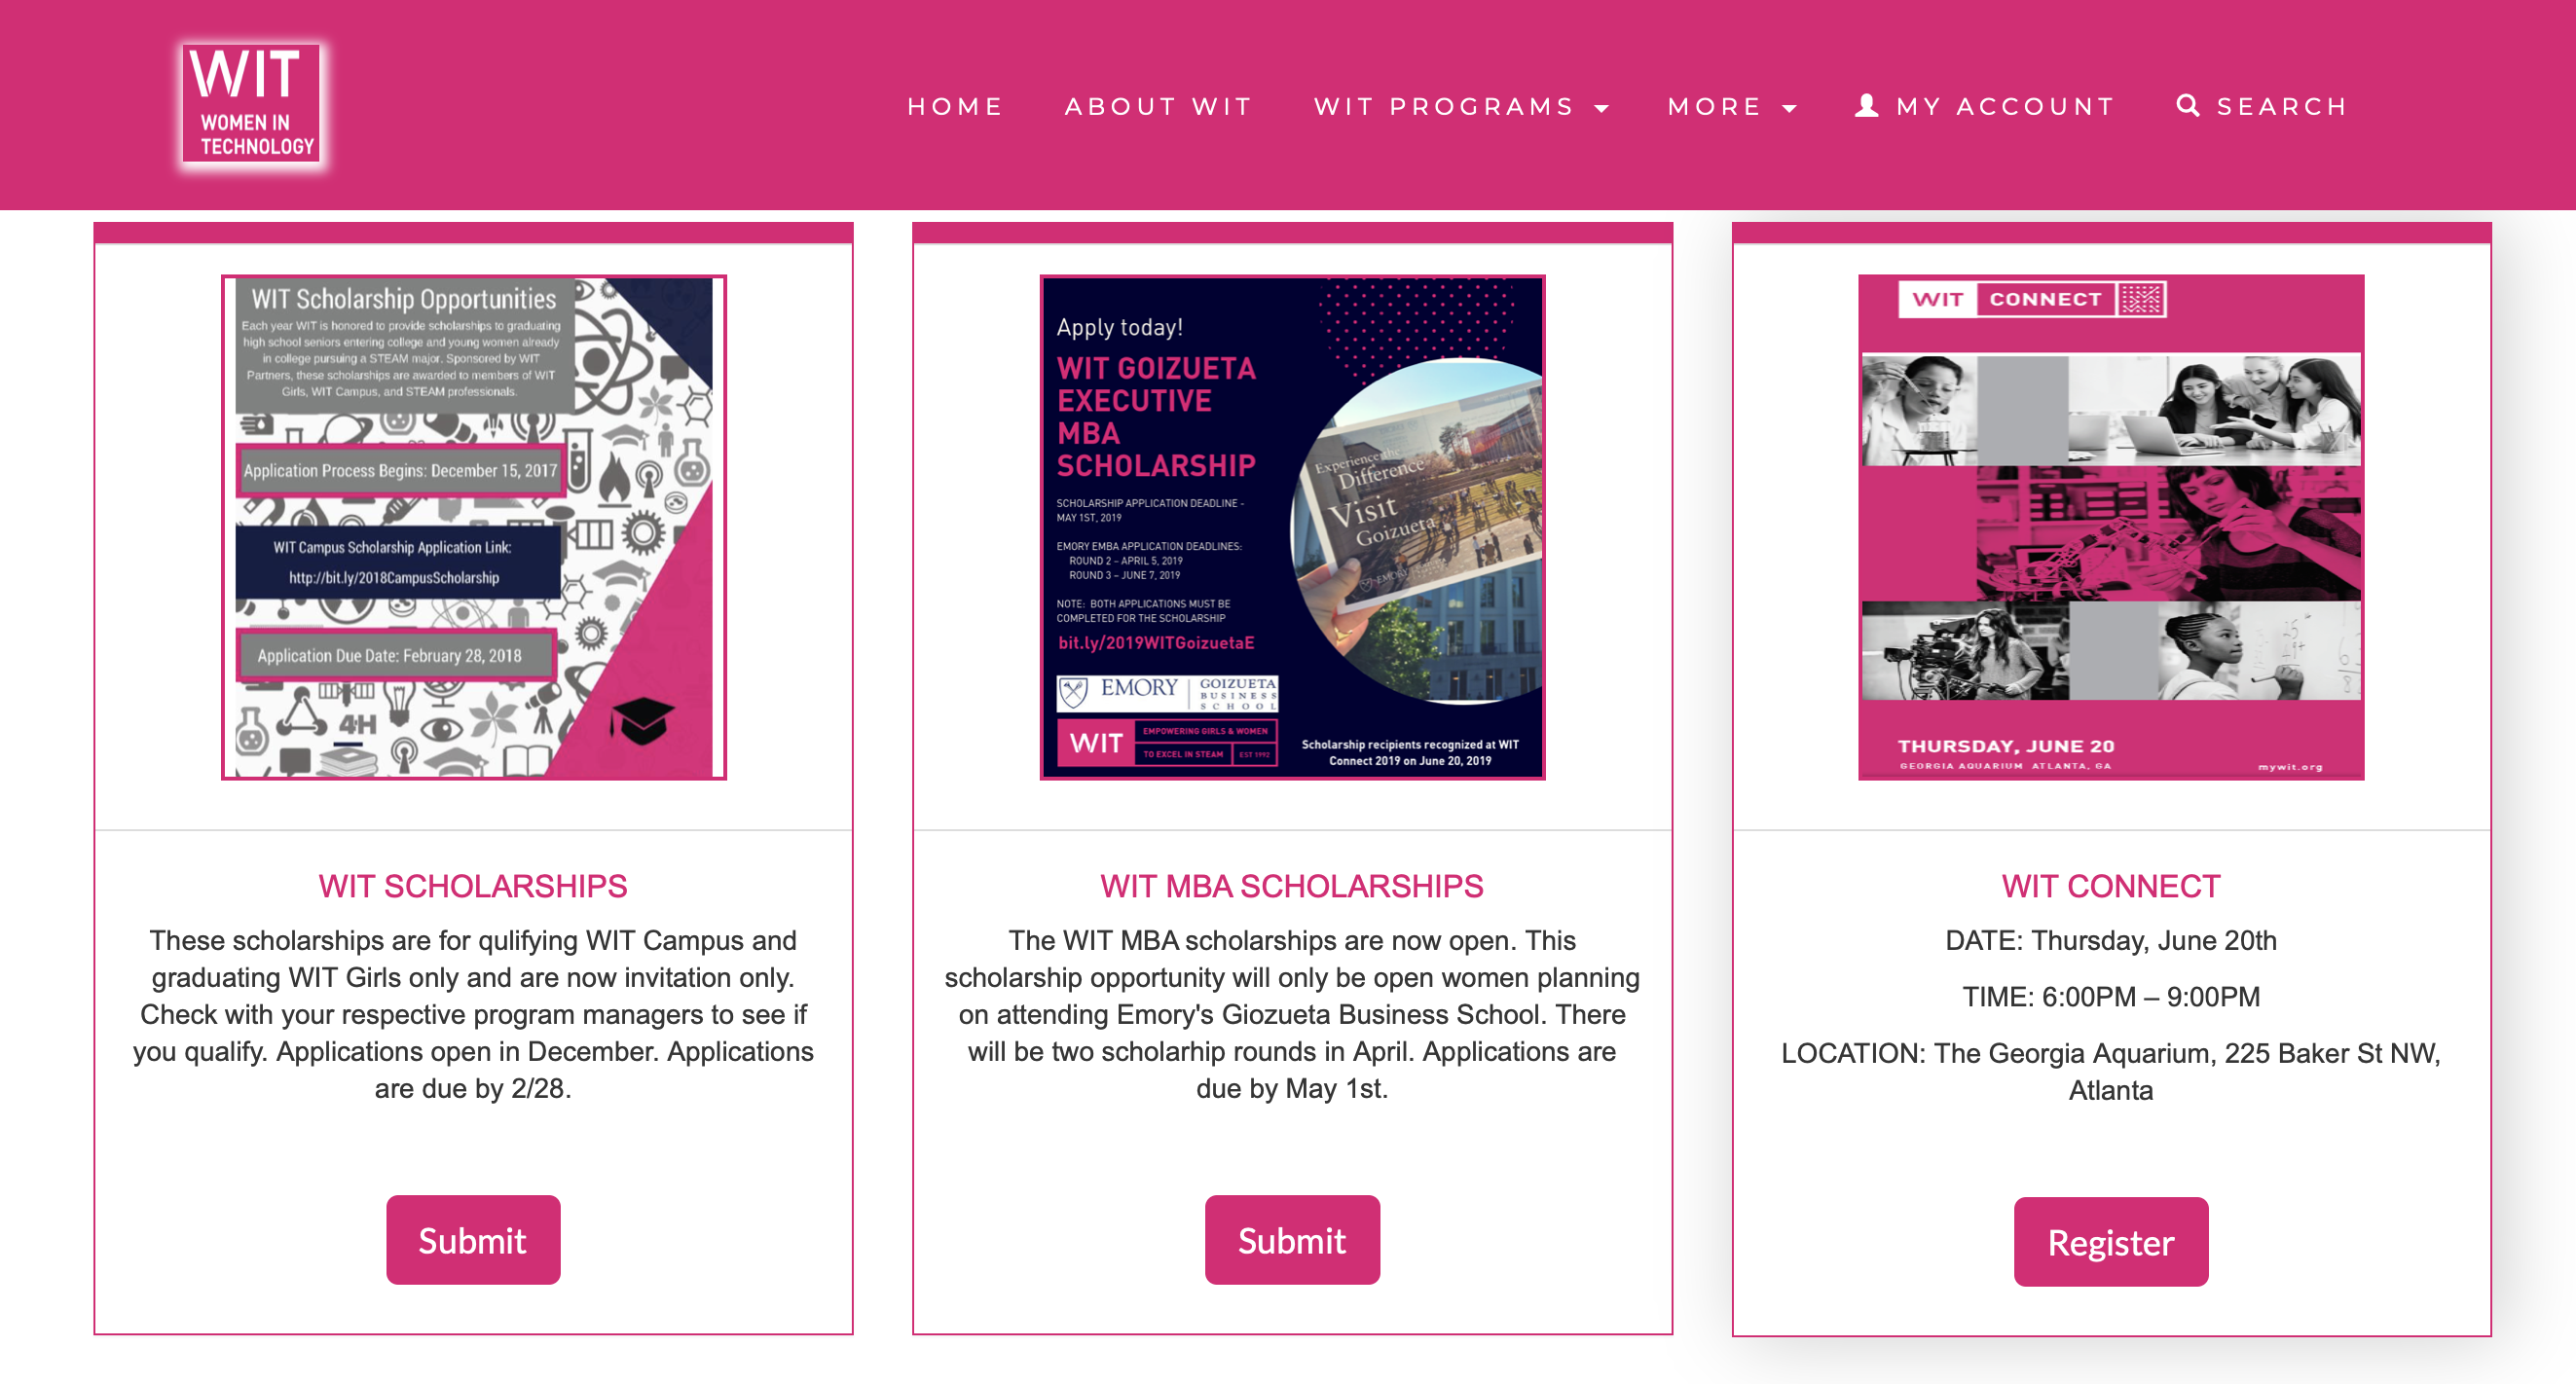 WIT
WOMEN IN
TECHNOLOGY
HOME
ABOUT WIT
WIT PROGRAMS
MORE
MY ACCOUNT
SEARCH
WIT Scholarship Opportunities
Each year WIT is honored to provide scholarships to graduating
high school seniors entering college and young women already
in college pursuing a STEAM major. Sponsored by WIT
Partners, these scholarships are awarded to members of WIT
Girls, WIT Campus, and STEAM professionals.
Application Process Begins: December 15, 2017
WIT Campus Scholarship Application Link:
http://bit.ly/2018CampusScholarship
Application Due Date: February 28, 2018
4H
WIT SCHOLARSHIPS
These scholarships are for qulifying WIT Campus and
graduating WIT Girls only and are now invitation only.
Check with your respective program managers to see if
you qualify. Applications open in December. Applications
are due by 2/28.
Submit
Apply today!
WIT GOIZUETA
EXECUTIVE
MBA
SCHOLARSHIP
SCHOLARSHIP APPLICATION DEADLINE -
MAY 1ST, 2019
EMORY EMBA APPLICATION DEADLINES:
ROUND 2 – APRIL 5, 2019
ROUND 3 – JUNE 7, 2019
NOTE: BOTH APPLICATIONS MUST BE
COMPLETED FOR THE SCHOLARSHIP
bit.ly/2019WITGoizuetaE
Experience the
Difference
Visit
Goizueta
EMORY
EMORY
GOIZUETA
BUSINESS
SCHOOL
WIT
EMPOWERING GIRLS & WOMEN
TO EXCEL IN STEAM
EST 1992
Scholarship recipients recognized at WIT
Connect 2019 on June 20, 2019
WIT MBA SCHOLARSHIPS
The WIT MBA scholarships are now open. This
scholarship opportunity will only be open women planning
on attending Emory's Giozueta Business School. There
will be two scholarhip rounds in April. Applications are
due by May 1st.
Submit
WIT CONNECT
THURSDAY, JUNE 20
GEORGIA AQUARIUM ATLANTA, GA
mywit.org
WIT CONNECT
DATE: Thursday, June 20th
TIME: 6:00PM – 9:00PM
LOCATION: The Georgia Aquarium, 225 Baker St NW,
Atlanta
Register